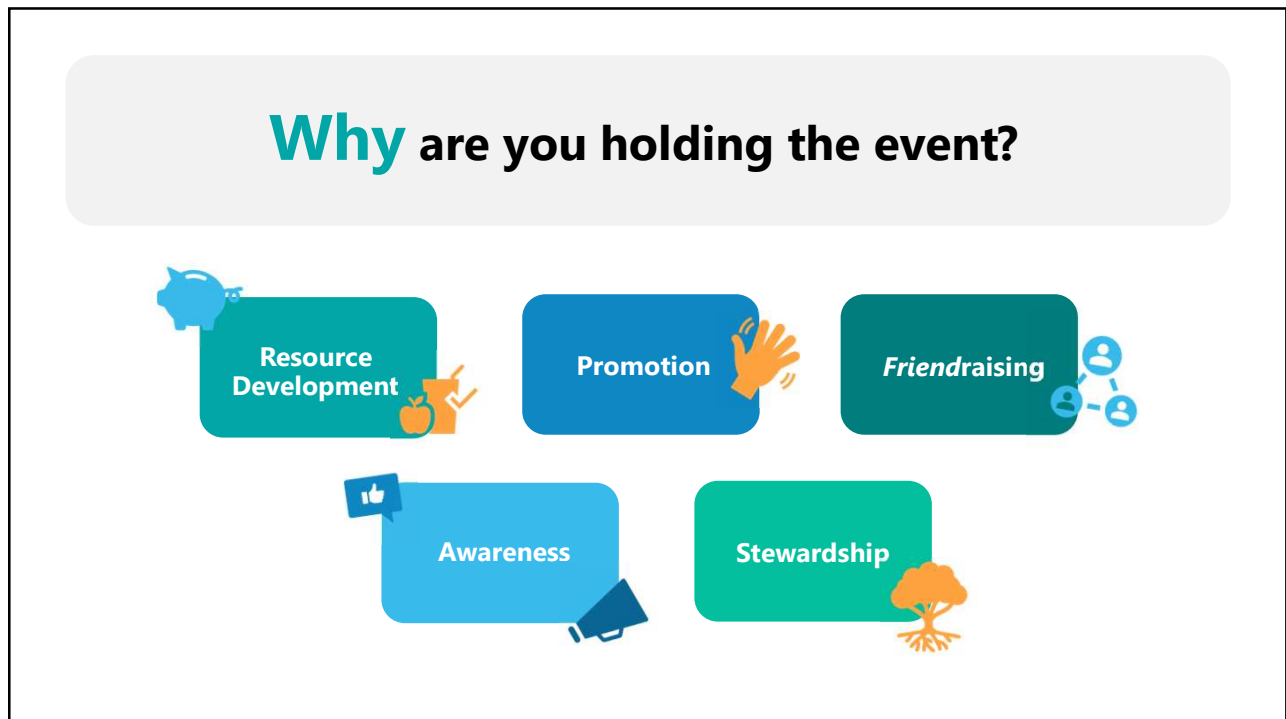 Why are you holding the event?
Resource
Development
Promotion
Friendraising
Awareness
Stewardship